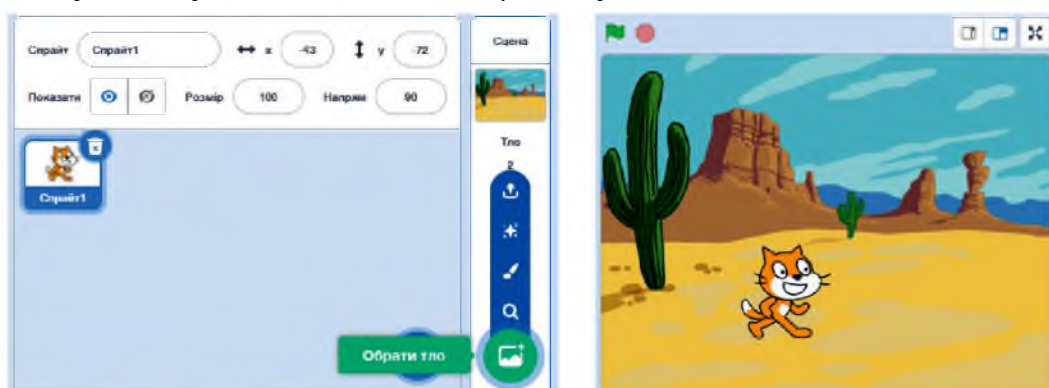 Спрайт Спрайт1 x -43 y -72
Показати Розмір 100 Напрям 90
Спрайт1
Сцена
Тло
2
Обрати тло